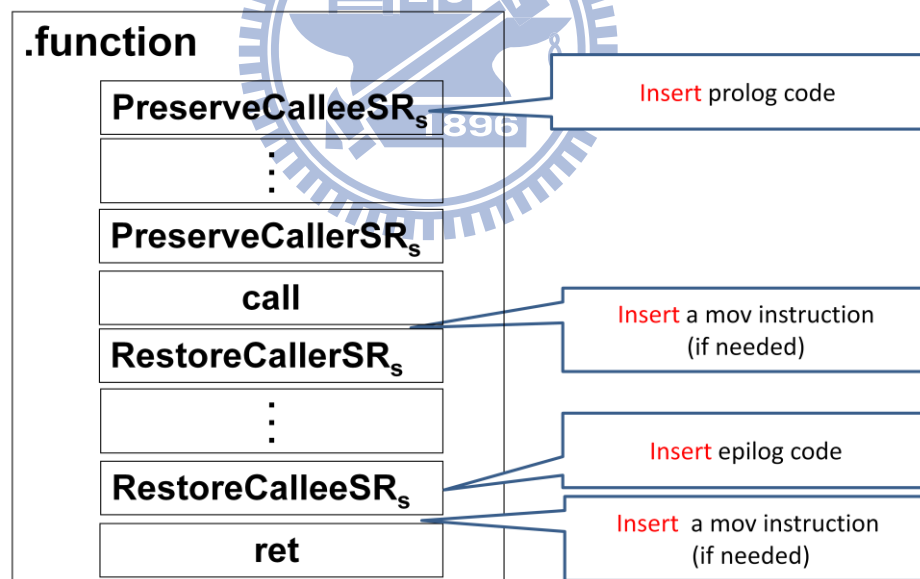 .function
PreserveCalleeSRs
Insert prolog code
1896
⋮
PreserveCallerSRs
call
Insert a mov instruction
(if needed)
RestoreCallerSRs
⋮
Insert epilog code
RestoreCalleeSRs
Insert a mov instruction
(if needed)
ret